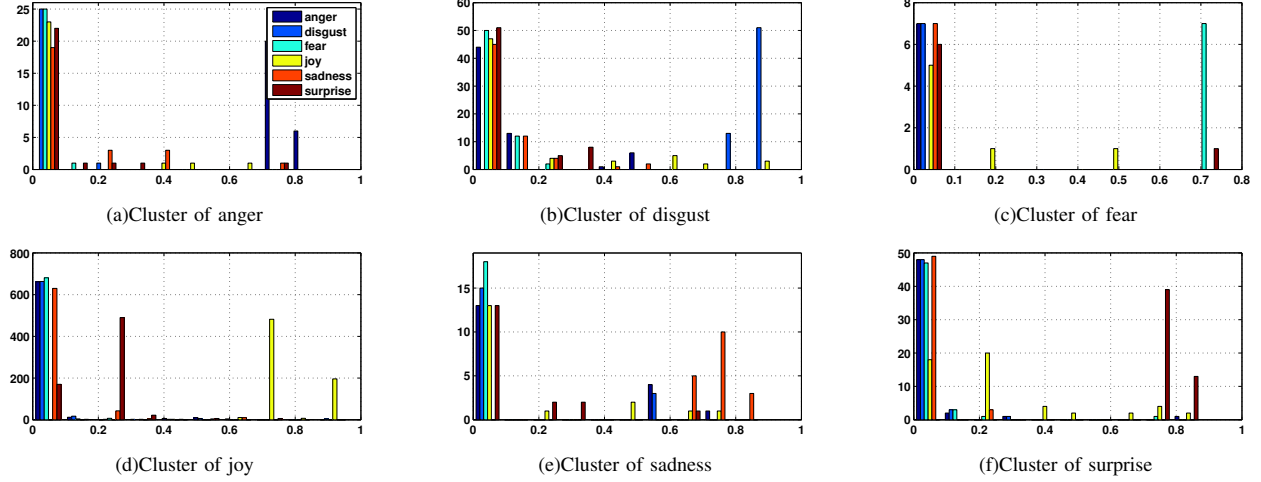 25
20
15
10
5
0
0 0.2 0.4 0.6 0.8 1
anger
disgust
fear
joy
sadness
surprise
(a)Cluster of anger
60
50
40
30
20
10
0
0 0.2 0.4 0.6 0.8 1
(b)Cluster of disgust
8
6
4
2
0
0 0.1 0.2 0.3 0.4 0.5 0.6 0.7 0.8
(c)Cluster of fear
800
600
400
200
0
0 0.2 0.4 0.6 0.8 1
(d)Cluster of joy
15
10
5
0
0 0.2 0.4 0.6 0.8 1
(e)Cluster of sadness
50
40
30
20
10
0
0 0.2 0.4 0.6 0.8 1
(f)Cluster of surprise